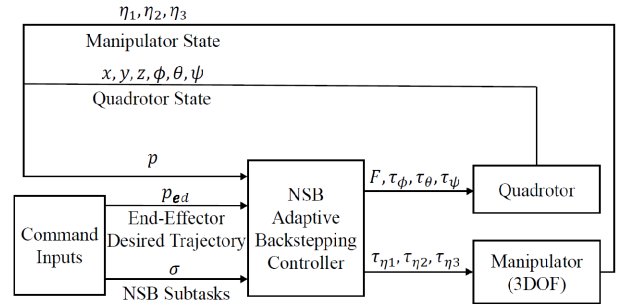 η₁, η₂, η₃
Manipulator State
x, y, z, ϕ, θ, ψ
Quadrotor State
p
p_ed
End-Effector
Desired Trajectory
σ
NSB Subtasks
Command
Inputs
NSB
Adaptive
Backstepping
Controller
F, τ_ϕ, τ_θ, τ_ψ
Quadrotor
τ_η1, τ_η2, τ_η3
Manipulator
(3DOF)